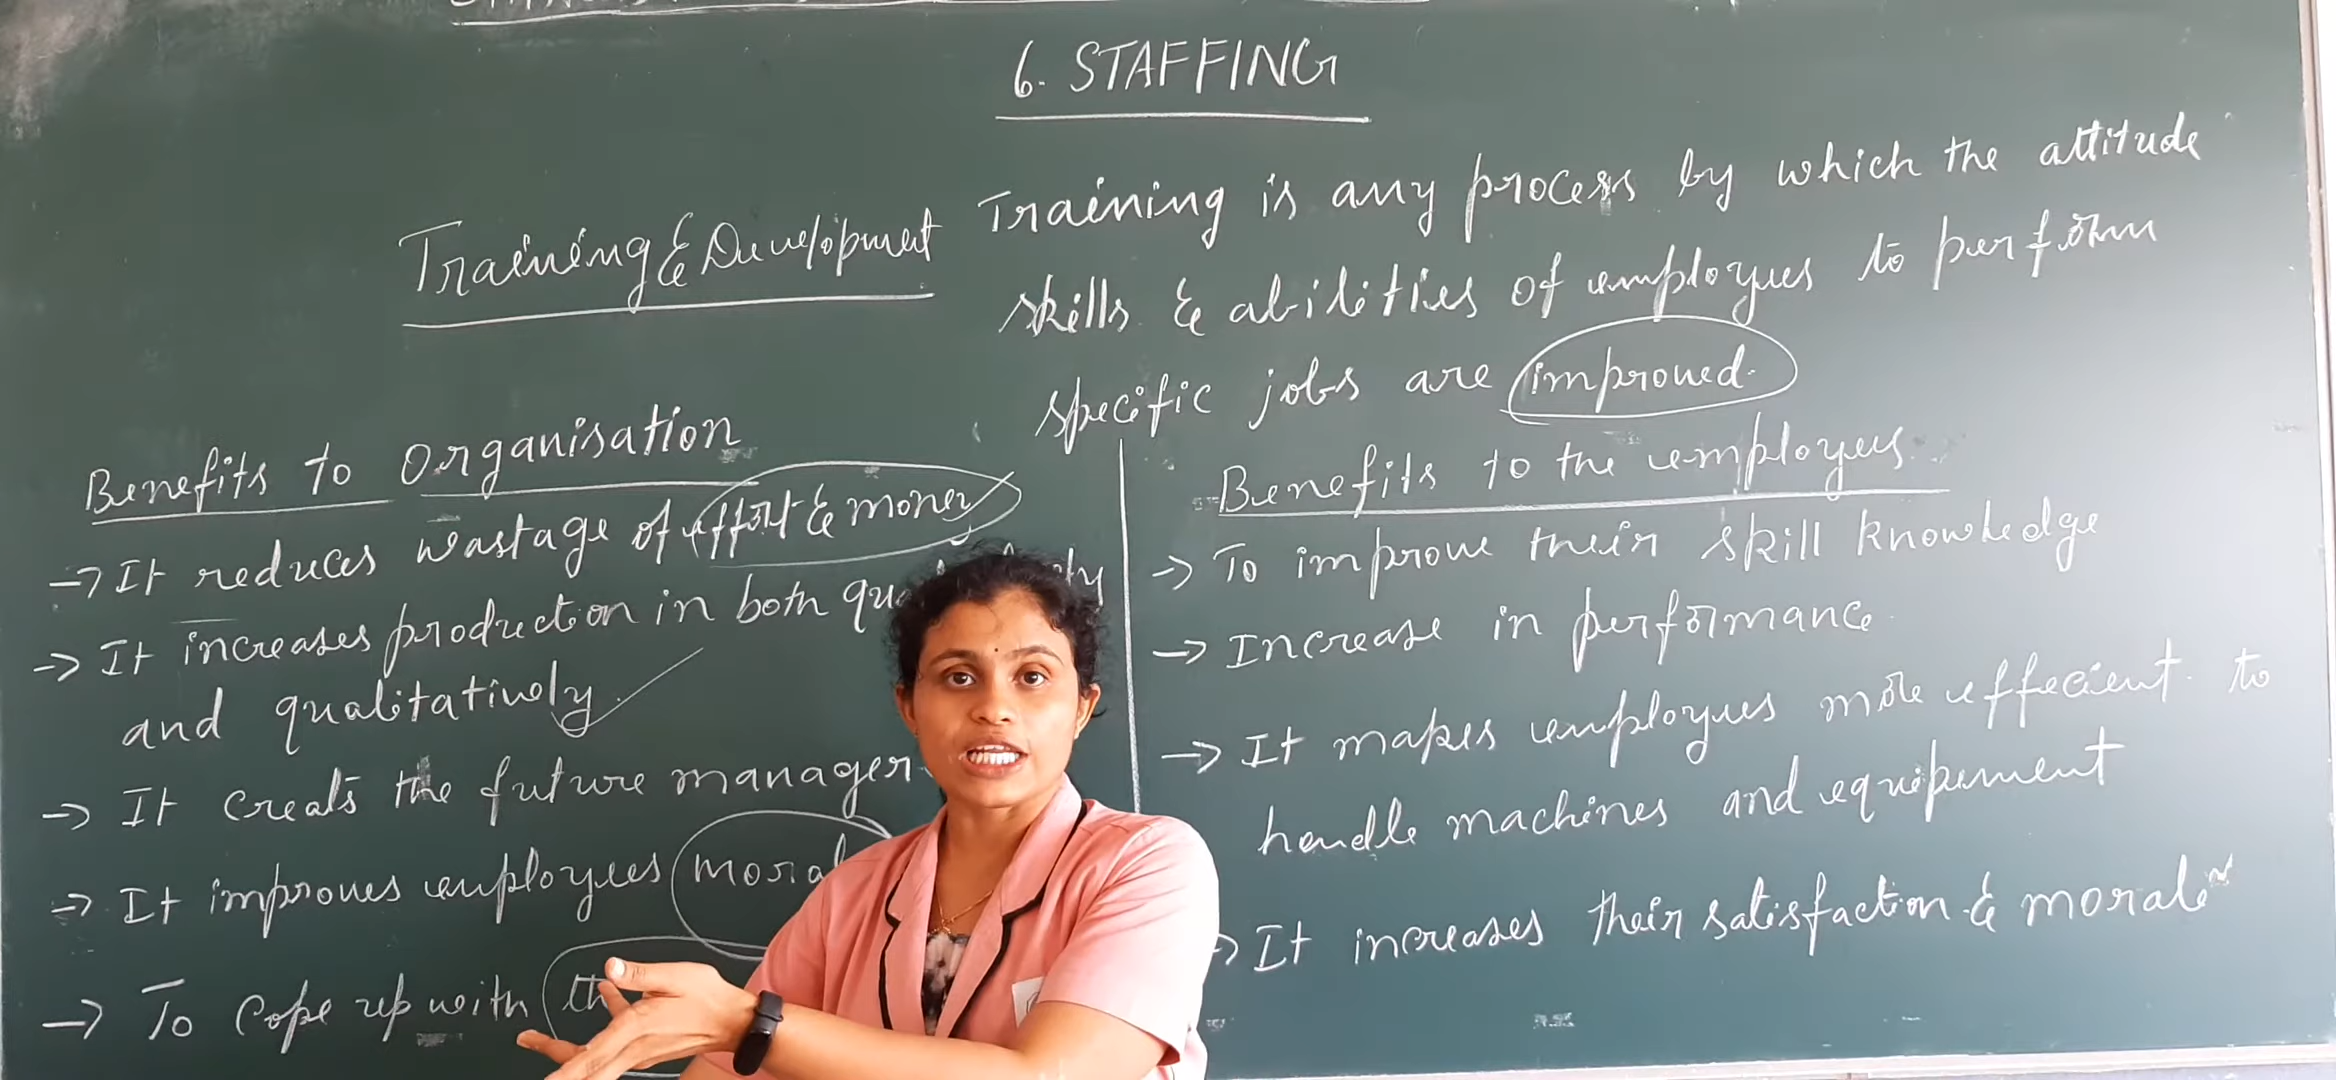 6. STAFFING
Training & Development
Training is any process by which the attitude
skills & abilities of employees to perform
specific jobs are improved.
Benefits to Organisation
→ It reduces wastage of effort & money
→ It increases production in both
and qualitatively.
→ It creats the future manager
→ It improves employees
→ To cope up with
Benefits to the employees
→ To improve their skill knowledge
→ Increase in performance.
→ It makes employees more effecient to
handle machines and equipement
→ It increases their satisfaction & morale